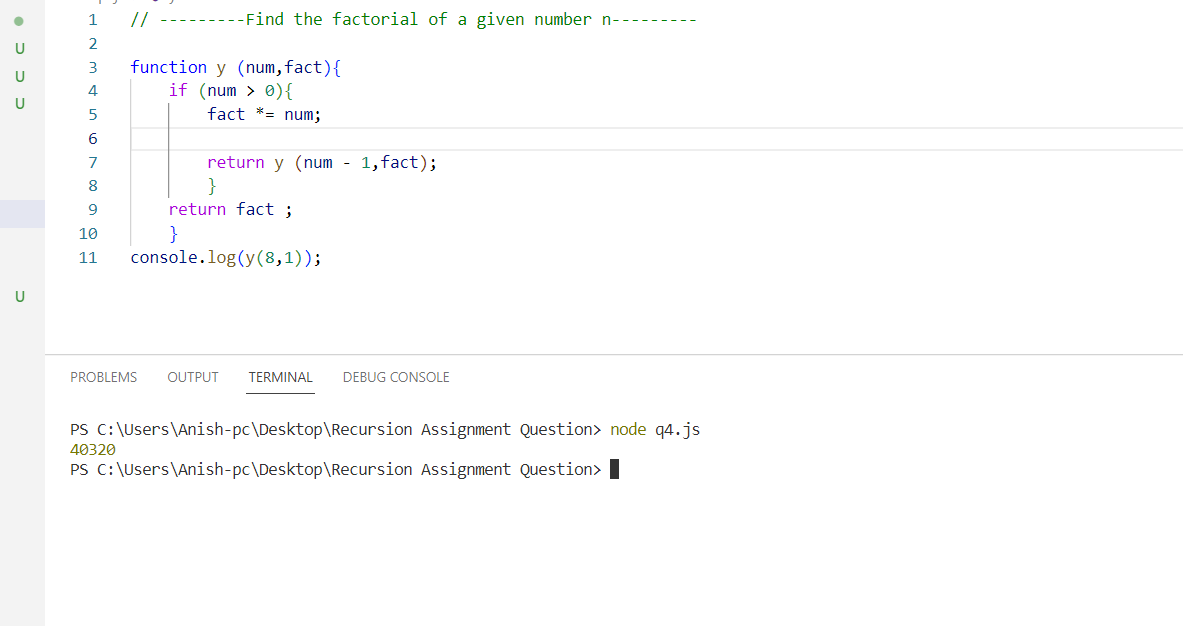 1 // ---------Find the factorial of a given number n---------
2
3 function y (num,fact){
4     if (num > 0){
5         fact *= num;
6
7         return y (num - 1,fact);
8         }
9     return fact ;
10     }
11 console.log(y(8,1));
U
U
U
U
PROBLEMS OUTPUT TERMINAL DEBUG CONSOLE
PS C:\Users\Anish-pc\Desktop\Recursion Assignment Question> node q4.js
40320
PS C:\Users\Anish-pc\Desktop\Recursion Assignment Question>